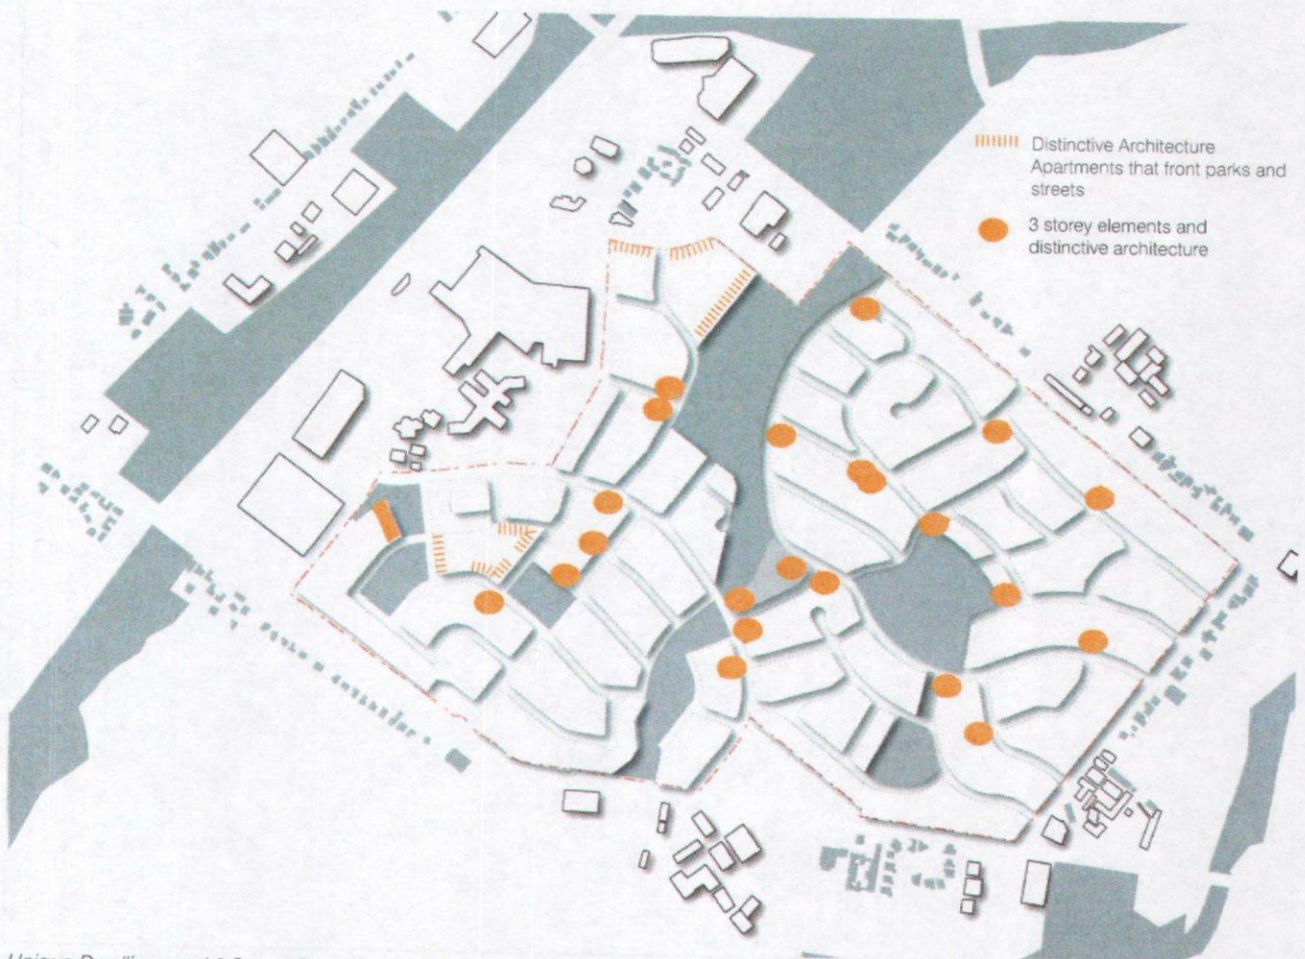 Distinctive Architecture
Apartments that front parks and
streets
3 storey elements and
distinctive architecture